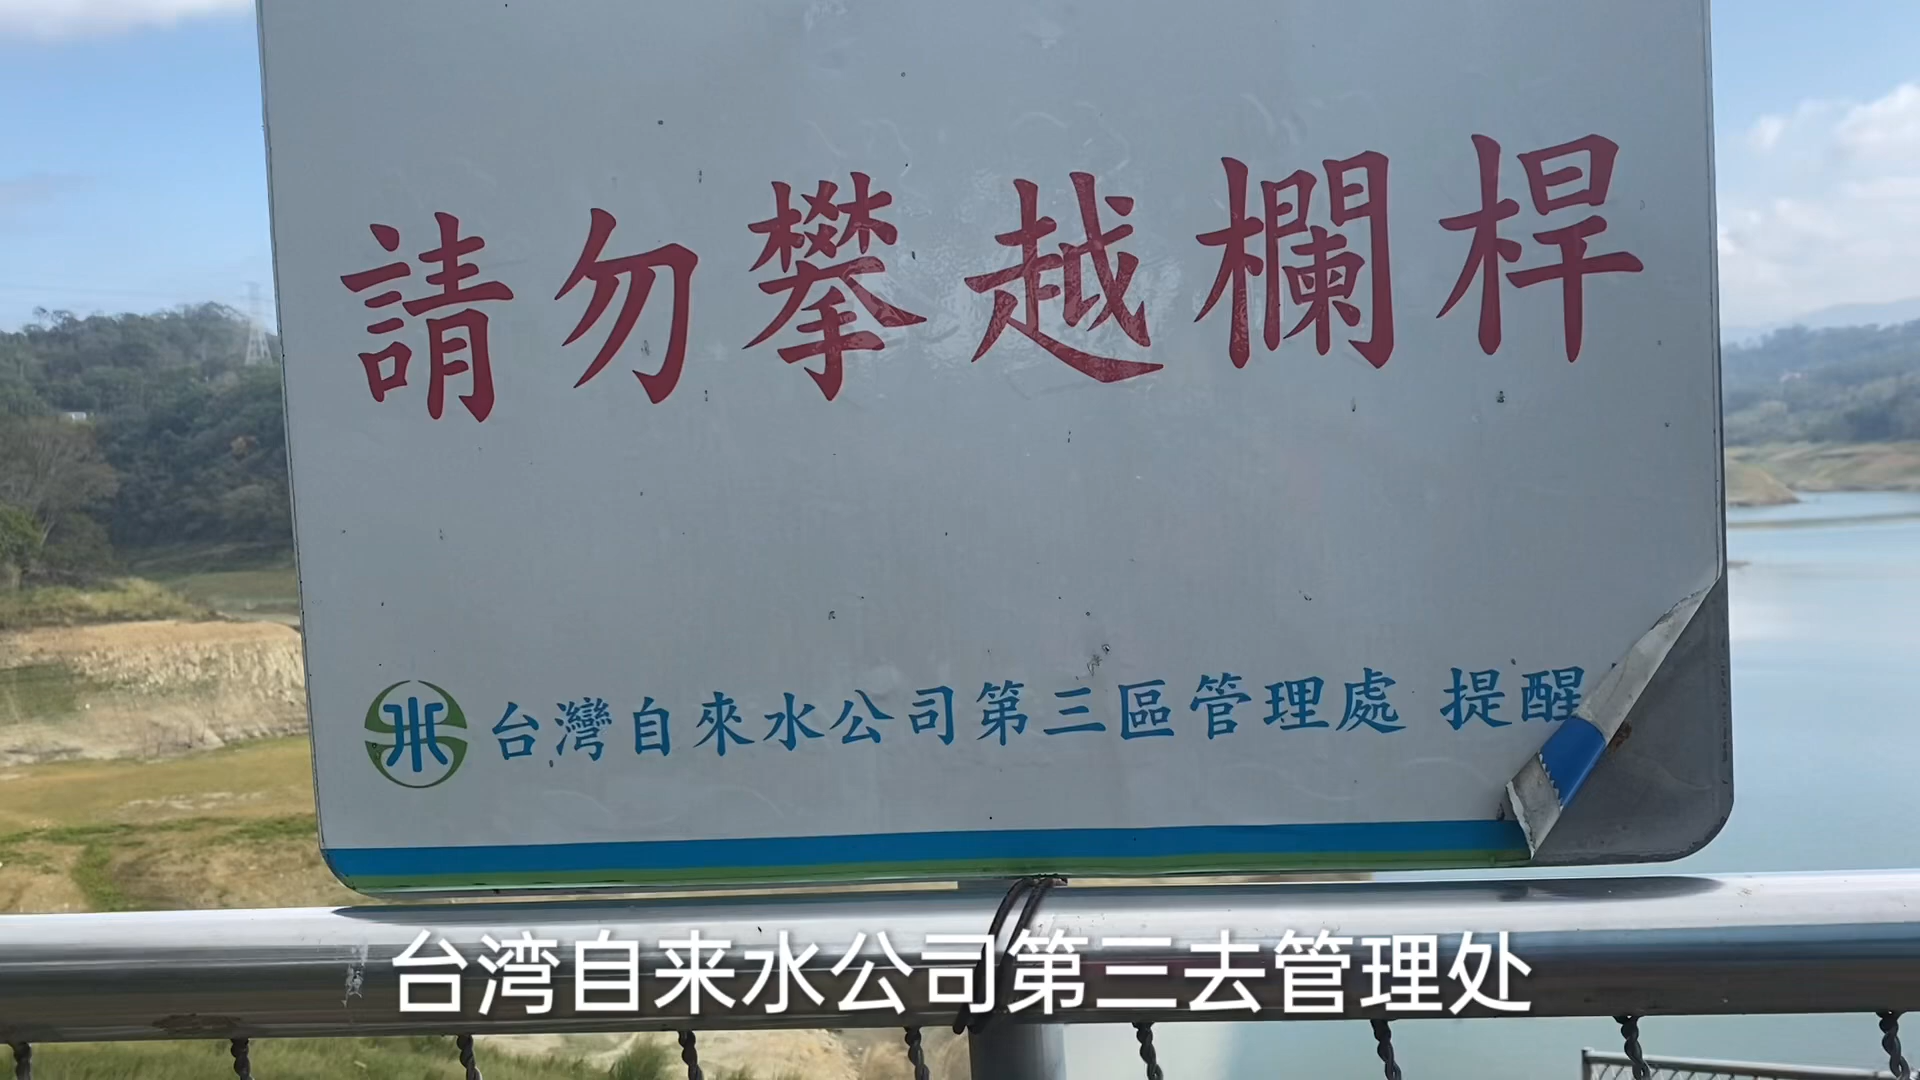 請勿攀越欄桿
台灣自來水公司第三區管理處 提醒
台湾自来水公司第三去管理处